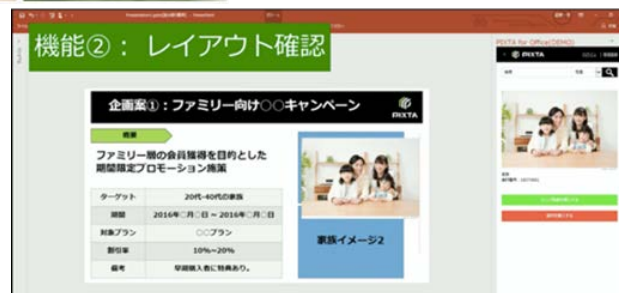 機能②： レイアウト確認
PIXTA for Office(DEMO)
PIXTA
企画案①：ファミリー向け○○キャンペーン
PIXTA
概要
ファミリー層の会員獲得を目的とした
期間限定プロモーション施策
ターゲット 20代-40代の家族
期間 2016年○月○日 ~ 2016年○月○日
対象プラン ○○プラン
割引率 10%~20%
備考 早期購入者に特典あり。
家族イメージ2